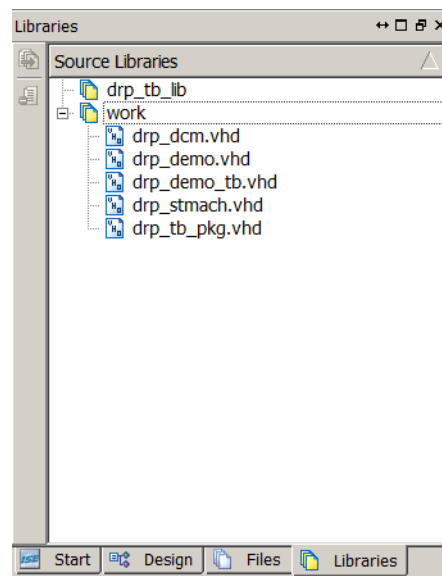 Libraries
Source Libraries
drp_tb_lib
work
drp_dcm.vhd
drp_demo.vhd
drp_demo_tb.vhd
drp_stmach.vhd
drp_tb_pkg.vhd
ISE Start Design Files Libraries